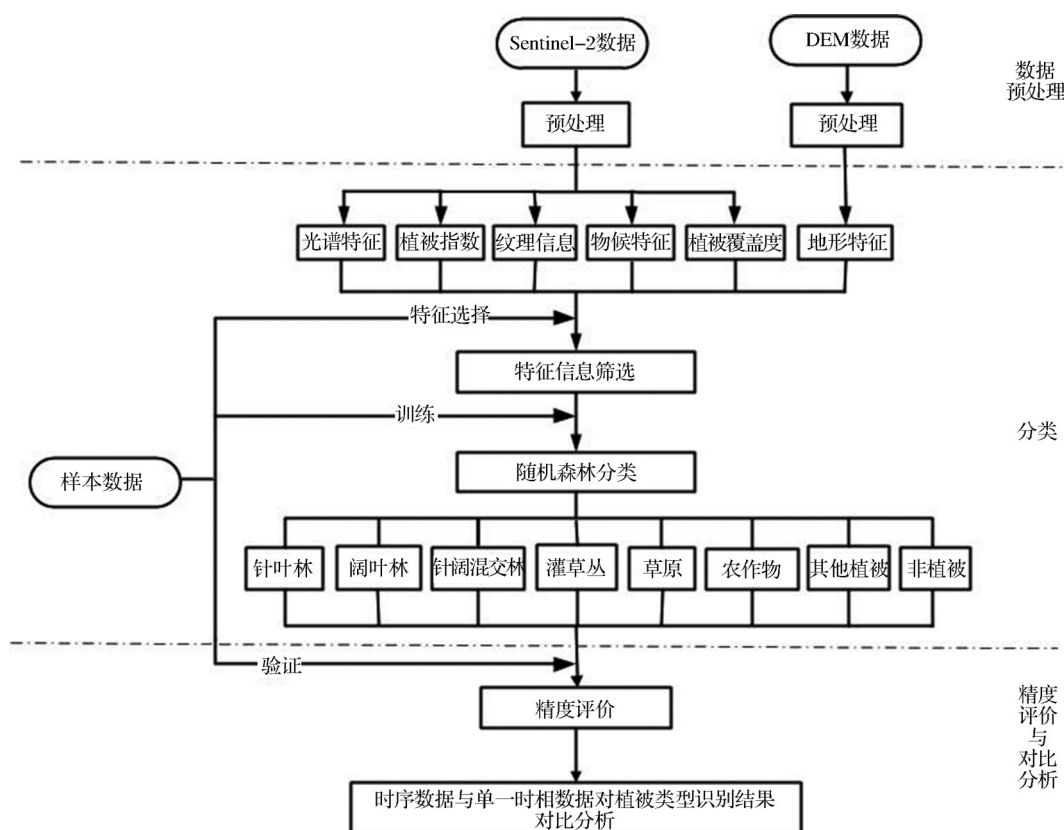 Sentinel-2数据
DEM数据
数据
预处理
预处理
预处理
光谱特征
植被指数
纹理信息
物候特征
植被覆盖度
地形特征
特征选择
特征信息筛选
训练
分类
样本数据
随机森林分类
针叶林
阔叶林
针阔混交林
灌草丛
草原
农作物
其他植被
非植被
验证
精度评价
精度
评价
与
对比
分析
时序数据与单一时相数据对植被类型识别结果
对比分析